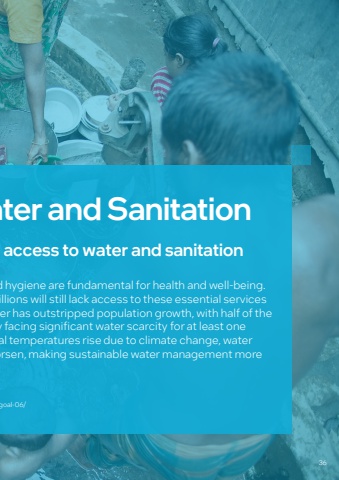 ter and Sanitation
access to water and sanitation
d hygiene are fundamental for health and well-being.
illions will still lack access to these essential services
er has outstripped population growth, with half of the
facing significant water scarcity for at least one
al temperatures rise due to climate change, water
orsen, making sustainable water management more
goal-06/
36